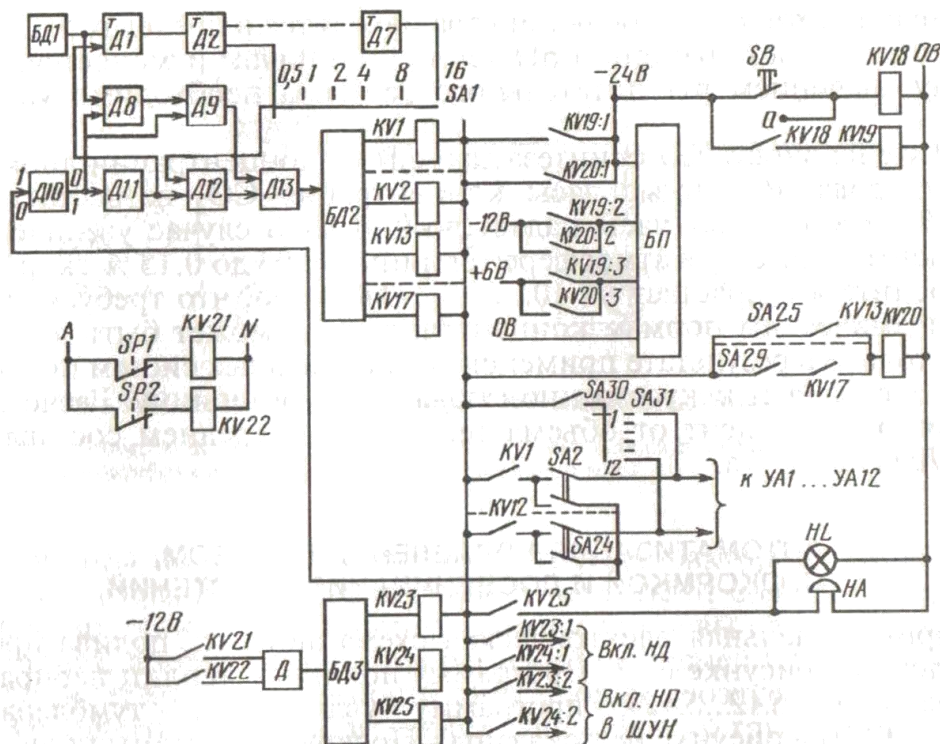 БД1
Т
Д1
Т
Д2
Т
Д7
0,5 1 2 4 8 16
SA1
Д8
Д9
1
0
Д10
0
1
Д11
Д12
Д13
БД2
KV1
KV2
KV13
KV17
-24В
SB
KV18
0В
а
KV18
KV19
KV19:1
KV20:1
-12В
KV19:2
KV20:2
+6В
KV19:3
KV20:3
0В
БП
A
N
SP1
KV21
SP2
KV22
SA25
KV13
KV20
SA29
KV17
SA30
SA31
1
12
KV1
SA2
KV12
SA24
к УА1...УА12
HL
HA
-12В
KV21
KV22
Д
БД3
KV23
KV24
KV25
KV25
KV23:1
KV24:1
Вкл. НД
KV23:2
KV24:2
Вкл. НП
в ШУН